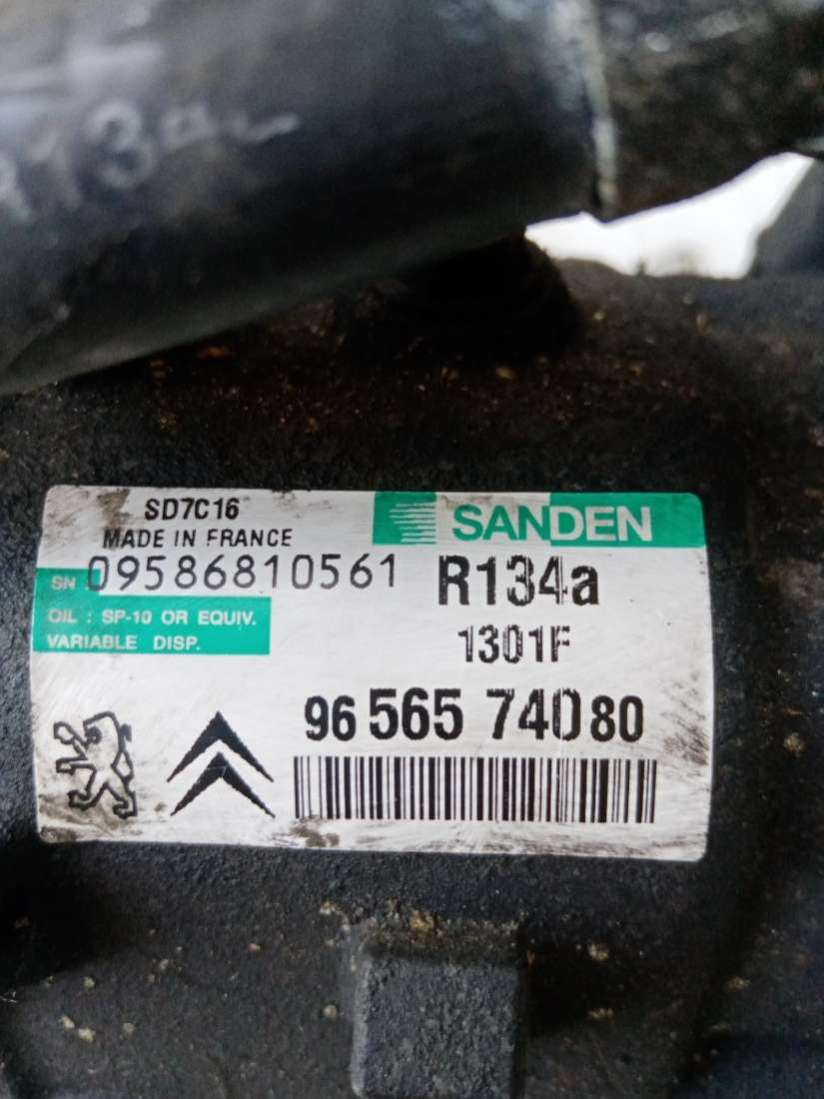 SD7C16
MADE IN FRANCE
SANDEN
SN 09586810561
R134a
OIL : SP-10 OR EQUIV.
VARIABLE DISP.
1301F
96 565 740 80